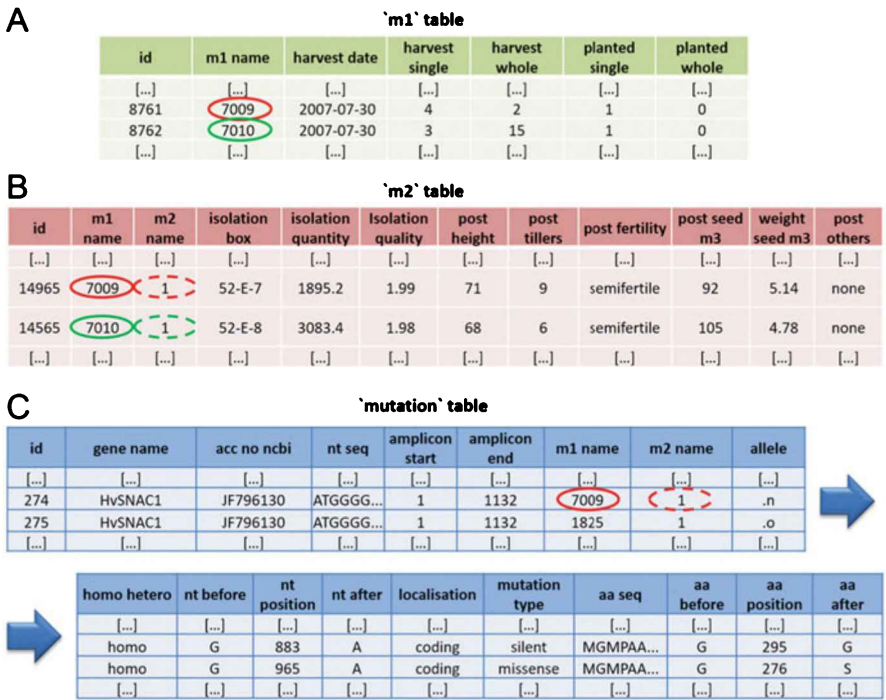 A
`m1` table
id m1 name harvest date harvest single harvest whole planted single planted whole
[...] [...] [...] [...] [...] [...]
8761 7009 2007-07-30 4 2 1 0
8762 7010 2007-07-30 3 15 1 0
[...] [...] [...] [...] [...] [...] [...]
B
`m2` table
id m1 name m2 name isolation box isolation quantity Isolation quality post height post tillers post fertility post seed m3 weight seed m3 post others
[...] [...] [...] [...] [...] [...] [...] [...] [...] [...] [...] [...]
14965 7009 1 52-E-7 1895.2 1.99 71 9 semifertile 92 5.14 none
14565 7010 1 52-E-8 3083.4 1.98 68 6 semifertile 105 4.78 none
[...] [...] [...] [...] [...] [...] [...] [...] [...] [...] [...] [...]
C
`mutation` table
id gene name acc no ncbi nt seq amplicon start amplicon end m1 name m2 name allele
[...] [...] [...] [...] [...] [...] [...] [...] [...]
274 HvSNAC1 JF796130 ATGGGG... 1 1132 7009 1 .n
275 HvSNAC1 JF796130 ATGGGG... 1 1132 1825 1 .o
[...] [...] [...] [...] [...] [...] [...] [...] [...]
homo hetero nt before nt position nt after localisation mutation type aa seq aa before aa position aa after
[...] [...] [...] [...] [...] [...] [...] [...] [...] [...]
homo G 883 A coding silent MGMPAA... G 295 G
homo G 965 A coding missense MGMPAA... G 276 S
[...] [...] [...] [...] [...] [...] [...] [...] [...] [...]